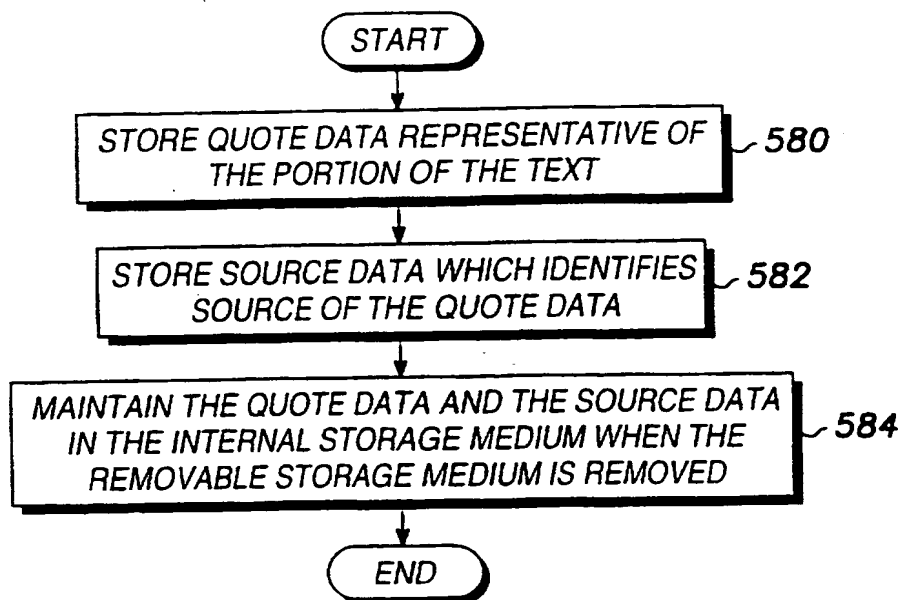 START
STORE QUOTE DATA REPRESENTATIVE OF
THE PORTION OF THE TEXT
580
STORE SOURCE DATA WHICH IDENTIFIES
SOURCE OF THE QUOTE DATA
582
MAINTAIN THE QUOTE DATA AND THE SOURCE DATA
IN THE INTERNAL STORAGE MEDIUM WHEN THE
REMOVABLE STORAGE MEDIUM IS REMOVED
584
END